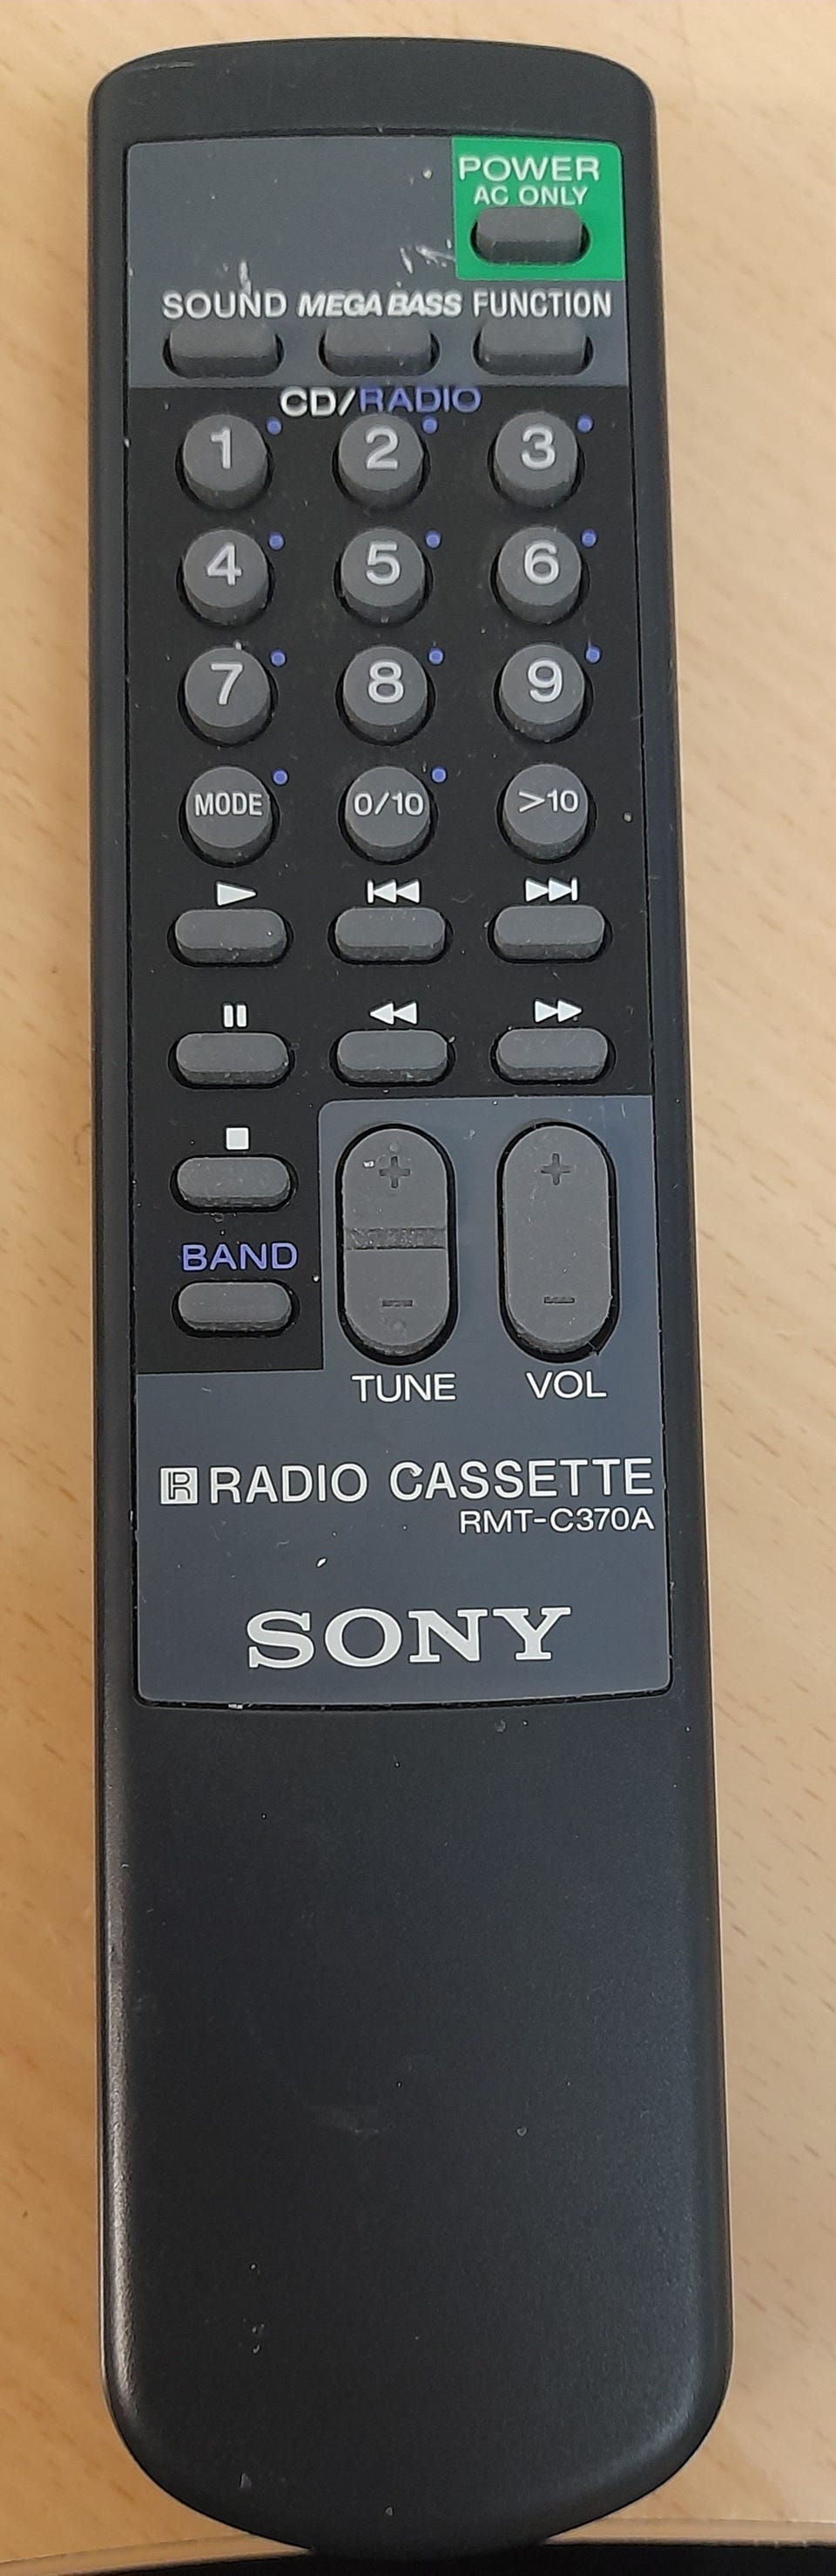 POWER
AC ONLY
SOUND MEGA BASS FUNCTION
CD/RADIO
1 2 3
4 5 6
7 8 9
MODE 0/10 >10
+ +
BAND
- -
TUNE VOL
R RADIO CASSETTE
RMT-C370A
SONY